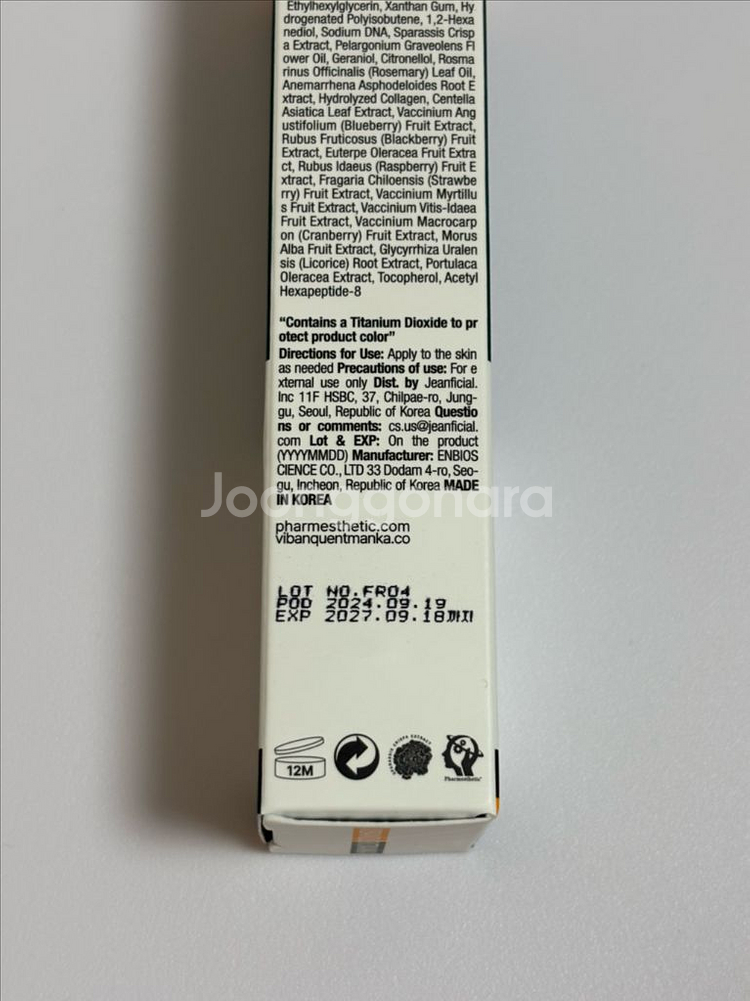 Ethylhexylglycerin, Xanthan Gum, Hy
drogenated Polyisobutene, 1,2-Hexa
nediol, Sodium DNA, Sparassis Crisp
a Extract, Pelargonium Graveolens Fl
ower Oil, Geraniol, Citronellol, Rosma
rinus Officinalis (Rosemary) Leaf Oil,
Anemarrhena Asphodeloides Root E
xtract, Hydrolyzed Collagen, Centella
Asiatica Leaf Extract, Vaccinium Ang
ustifolium (Blueberry) Fruit Extract,
Rubus Fruticosus (Blackberry) Fruit
Extract, Euterpe Oleracea Fruit Extra
ct, Rubus Idaeus (Raspberry) Fruit E
xtract, Fragaria Chiloensis (Strawbe
rry) Fruit Extract, Vaccinium Myrtillu
s Fruit Extract, Vaccinium Vitis-Idaea
Fruit Extract, Vaccinium Macrocarp
on (Cranberry) Fruit Extract, Morus
Alba Fruit Extract, Glycyrrhiza Uralen
sis (Licorice) Root Extract, Portulaca
Oleracea Extract, Tocopherol, Acetyl
Hexapeptide-8
“Contains a Titanium Dioxide to pr
otect product color”
Directions for Use: Apply to the skin
as needed Precautions of use: For e
xternal use only Dist. by Jeanficial.
Inc 11F HSBC, 37, Chilpae-ro, Jung-
gu, Seoul, Republic of Korea Questio
ns or comments: cs.us@jeanficial.
com Lot & EXP: On the product
(YYYYMMDD) Manufacturer: ENBIOS
CIENCE CO., LTD 33 Dodam 4-ro, Seo-
gu, Incheon, Republic of Korea MADE
IN KOREA
Joonggonara
pharmesthetic.com
vibanquentmanka.co
LOT NO.FR04
POD 2024.09.19
EXP 2027.09.18까지
12M
SPARASSIS CRISPA EXTRACT
Pharmesthetic